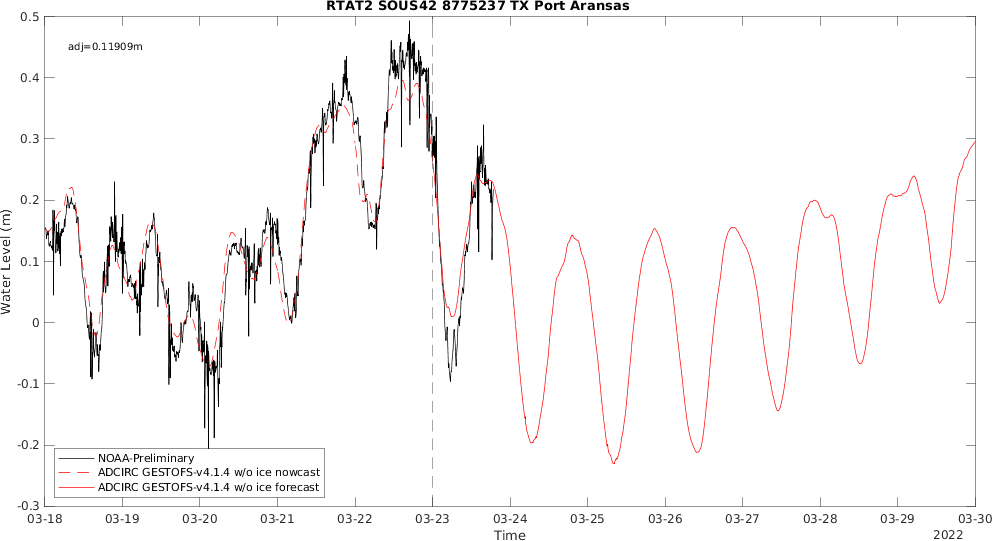 RTAT2 SOUS42 8775237 TX Port Aransas
adj=0.11909m
0.5
0.4
0.3
0.2
0.1
0
-0.1
-0.2
-0.3
Water Level (m)
NOAA-Preliminary
ADCIRC GESTOFS-v4.1.4 w/o ice nowcast
ADCIRC GESTOFS-v4.1.4 w/o ice forecast
03-18 03-19 03-20 03-21 03-22 03-23 03-24 03-25 03-26 03-27 03-28 03-29 03-30
Time
2022